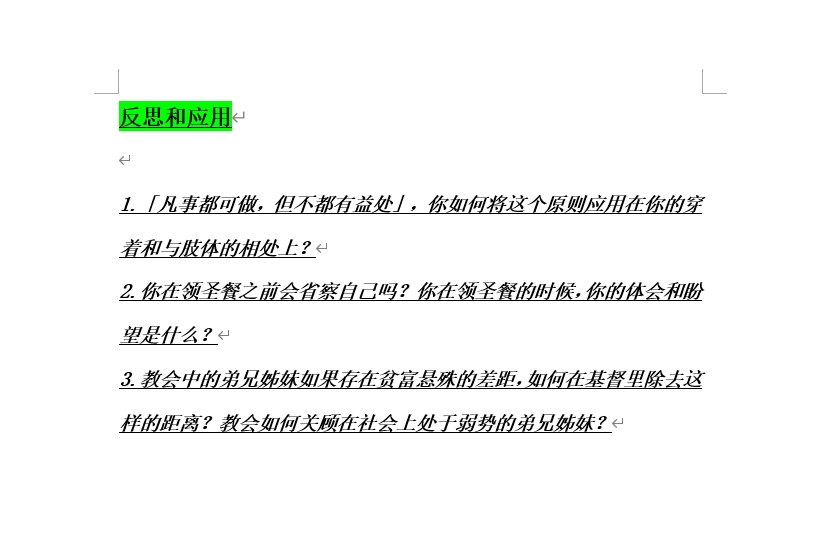 反思和应用
1.「凡事都可做，但不都有益处」，你如何将这个原则应用在你的穿
着和与肢体的相处上？
2.你在领圣餐之前会省察自己吗？你在领圣餐的时候，你的体会和盼
望是什么？
3.教会中的弟兄姊妹如果存在贫富悬殊的差距，如何在基督里除去这
样的距离？教会如何关顾在社会上处于弱势的弟兄姊妹？